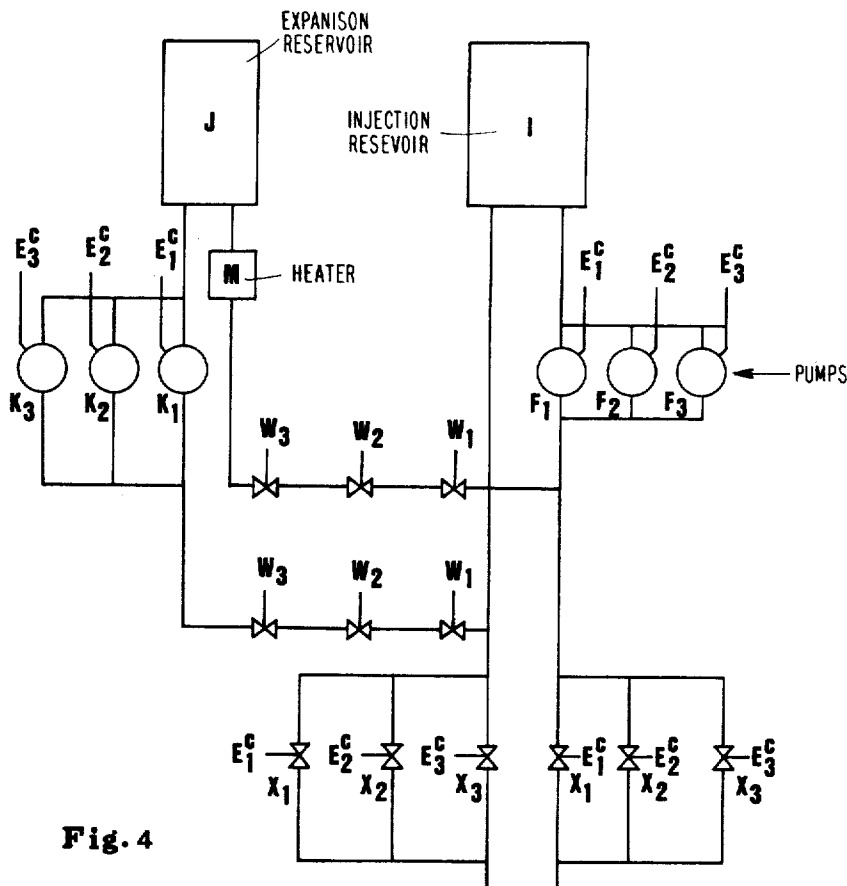 EXPANISON
RESERVOIR
J
INJECTION
RESEVOIR
I
E₃ᶜ E₂ᶜ E₁ᶜ
M HEATER
E₁ᶜ E₂ᶜ E₃ᶜ
K₃ K₂ K₁
F₁ F₂ F₃ PUMPS
W₃ W₂ W₁
W₃ W₂ W₁
E₁ᶜ E₂ᶜ E₃ᶜ E₁ᶜ E₂ᶜ E₃ᶜ
X₁ X₂ X₃ X₁ X₂ X₃
Fig. 4